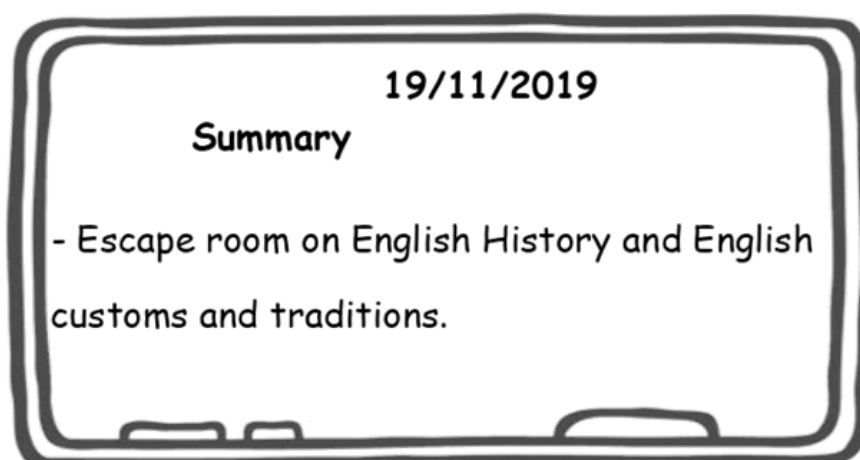 19/11/2019
Summary
- Escape room on English History and English
customs and traditions.